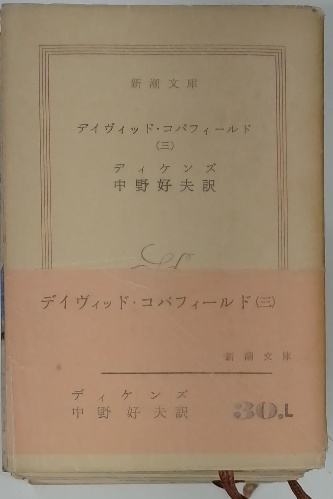 新潮文庫
デイヴィッド・コパフィールド
(三)
ディケンズ
中野好夫訳
デイヴィッド・コパフィールド(三)
新潮文庫
ディケンズ
中野好夫訳
30.L